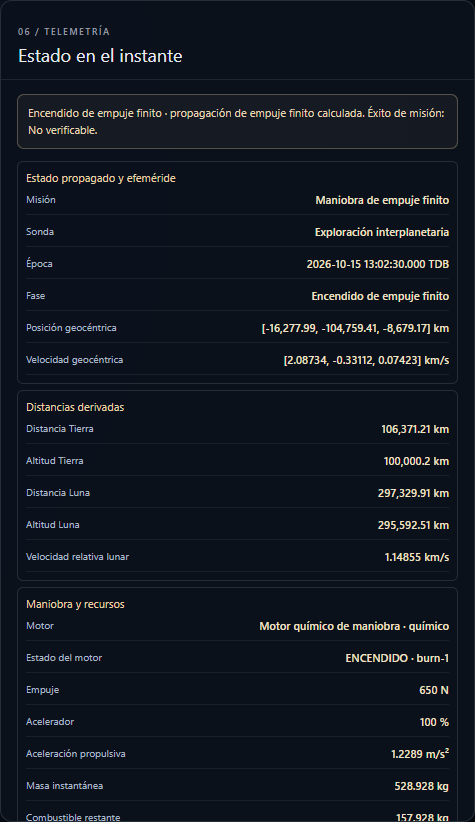 06 / TELEMETRÍA
Estado en el instante
Encendido de empuje finito · propagación de empuje finito calculada. Éxito de misión:
No verificable.
Estado propagado y efeméride
Misión Maniobra de empuje finito
Sonda Exploración interplanetaria
Época 2026-10-15 13:02:30.000 TDB
Fase Encendido de empuje finito
Posición geocéntrica [-16,277.99, -104,759.41, -8,679.17] km
Velocidad geocéntrica [2.08734, -0.33112, 0.07423] km/s
Distancias derivadas
Distancia Tierra 106,371.21 km
Altitud Tierra 100,000.2 km
Distancia Luna 297,329.91 km
Altitud Luna 295,592.51 km
Velocidad relativa lunar 1.14855 km/s
Maniobra y recursos
Motor Motor químico de maniobra · químico
Estado del motor ENCENDIDO · burn-1
Empuje 650 N
Acelerador 100 %
Aceleración propulsiva 1.2289 m/s²
Masa instantánea 528.928 kg
Combustible restante 157.928 kg